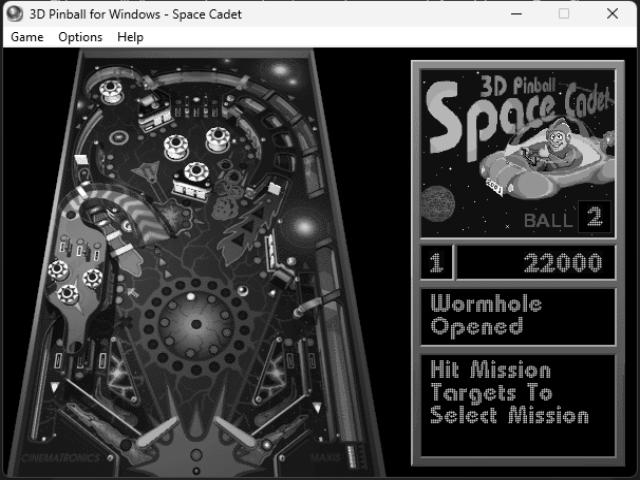 3D Pinball for Windows - Space Cadet
Game Options Help
3D Pinball
Space Cadet
BALL 2
1 22000
Wormhole
Opened
Hit Mission
Targets To
Select Mission
CINEMATRONICS
MAXIS